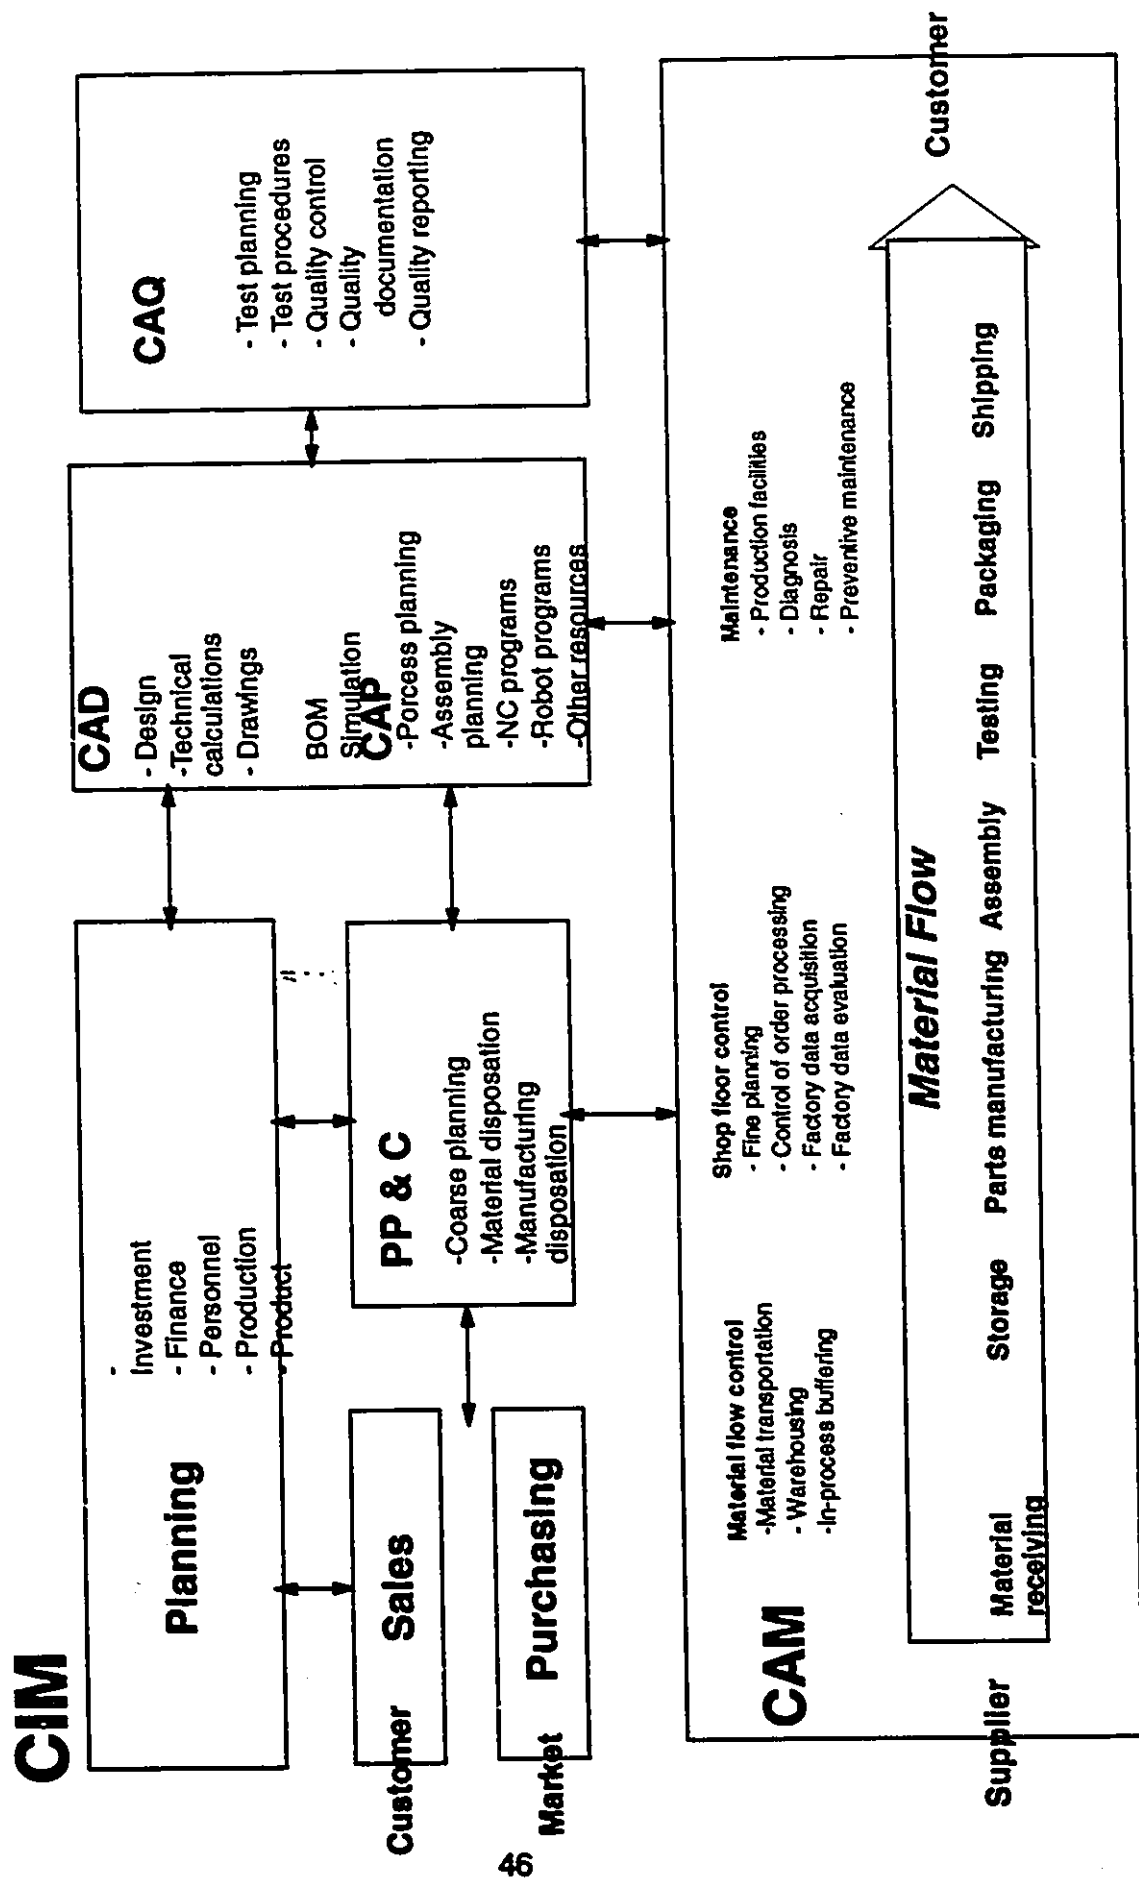 CIM
Planning
-
Investment
- Finance
- Personnel
- Production
- Product
CAD
- Design
-Technical
calculations
- Drawings
BOM
Simulation
CAP
-Porcess planning
-Assembly
planning
-NC programs
-Robot programs
-Other resources
CAQ
- Test planning
- Test procedures
- Quality control
- Quality
documentation
- Quality reporting
Customer
Sales
Market
Purchasing
PP & C
-Coarse planning
-Material disposation
-Manufacturing
disposation
CAM
Material flow control
-Material transportation
- Warehousing
-In-process buffering
Shop floor control
- Fine planning
- Control of order processing
- Factory data acquisition
- Factory data evaluation
Maintenance
- Production facilities
- Diagnosis
- Repair
- Preventive maintenance
Material Flow
Supplier
Material
receiving
Storage
Parts manufacturing
Assembly
Testing
Packaging
Shipping
Customer
46